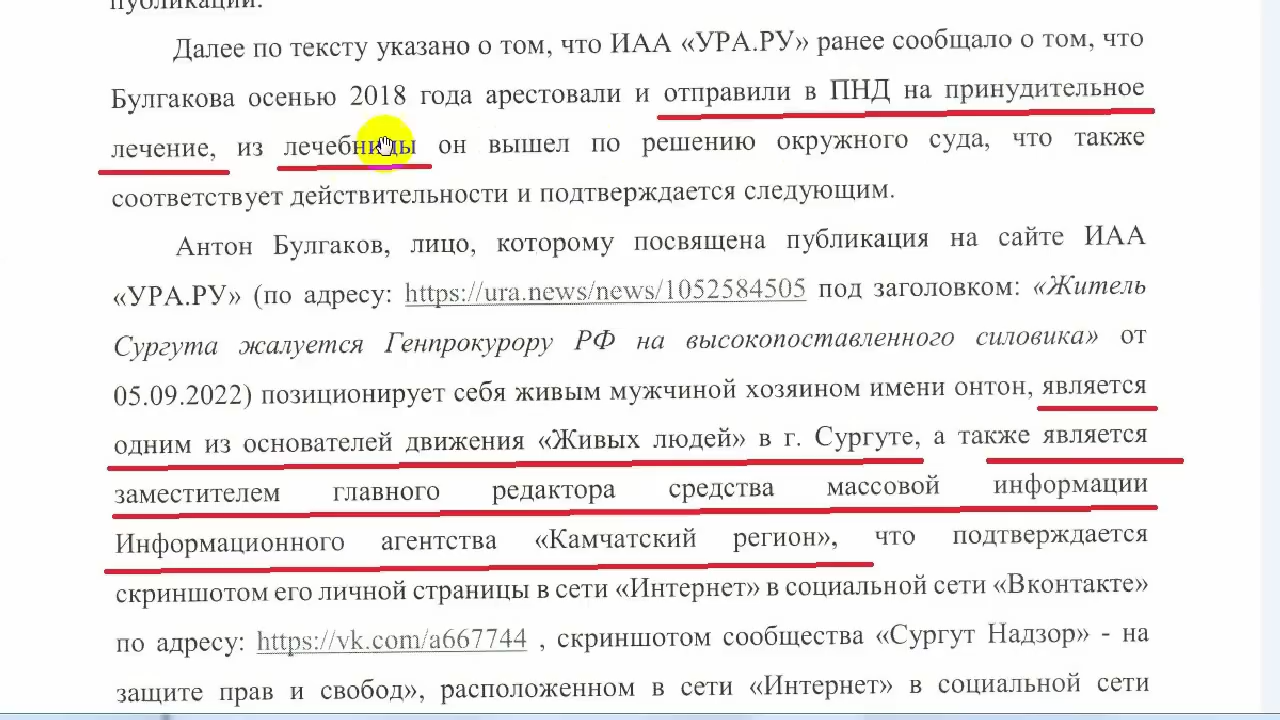 публикации.
Далее по тексту указано о том, что ИАА «УРА.РУ» ранее сообщало о том, что
Булгакова осенью 2018 года арестовали и отправили в ПНД на принудительное
лечение, из лечебницы он вышел по решению окружного суда, что также
соответствует действительности и подтверждается следующим.
Антон Булгаков, лицо, которому посвящена публикация на сайте ИАА
«УРА.РУ» (по адресу: https://ura.news/news/1052584505 под заголовком: «Житель
Сургута жалуется Генпрокурору РФ на высокопоставленного силовика» от
05.09.2022) позиционирует себя живым мужчиной хозяином имени онтон, является
одним из основателей движения «Живых людей» в г. Сургуте, а также является
заместителем главного редактора средства массовой информации
Информационного агентства «Камчатский регион», что подтверждается
скриншотом его личной страницы в сети «Интернет» в социальной сети «Вконтакте»
по адресу: https://vk.com/a667744 , скриншотом сообщества «Сургут Надзор» - на
защите прав и свобод», расположенном в сети «Интернет» в социальной сети